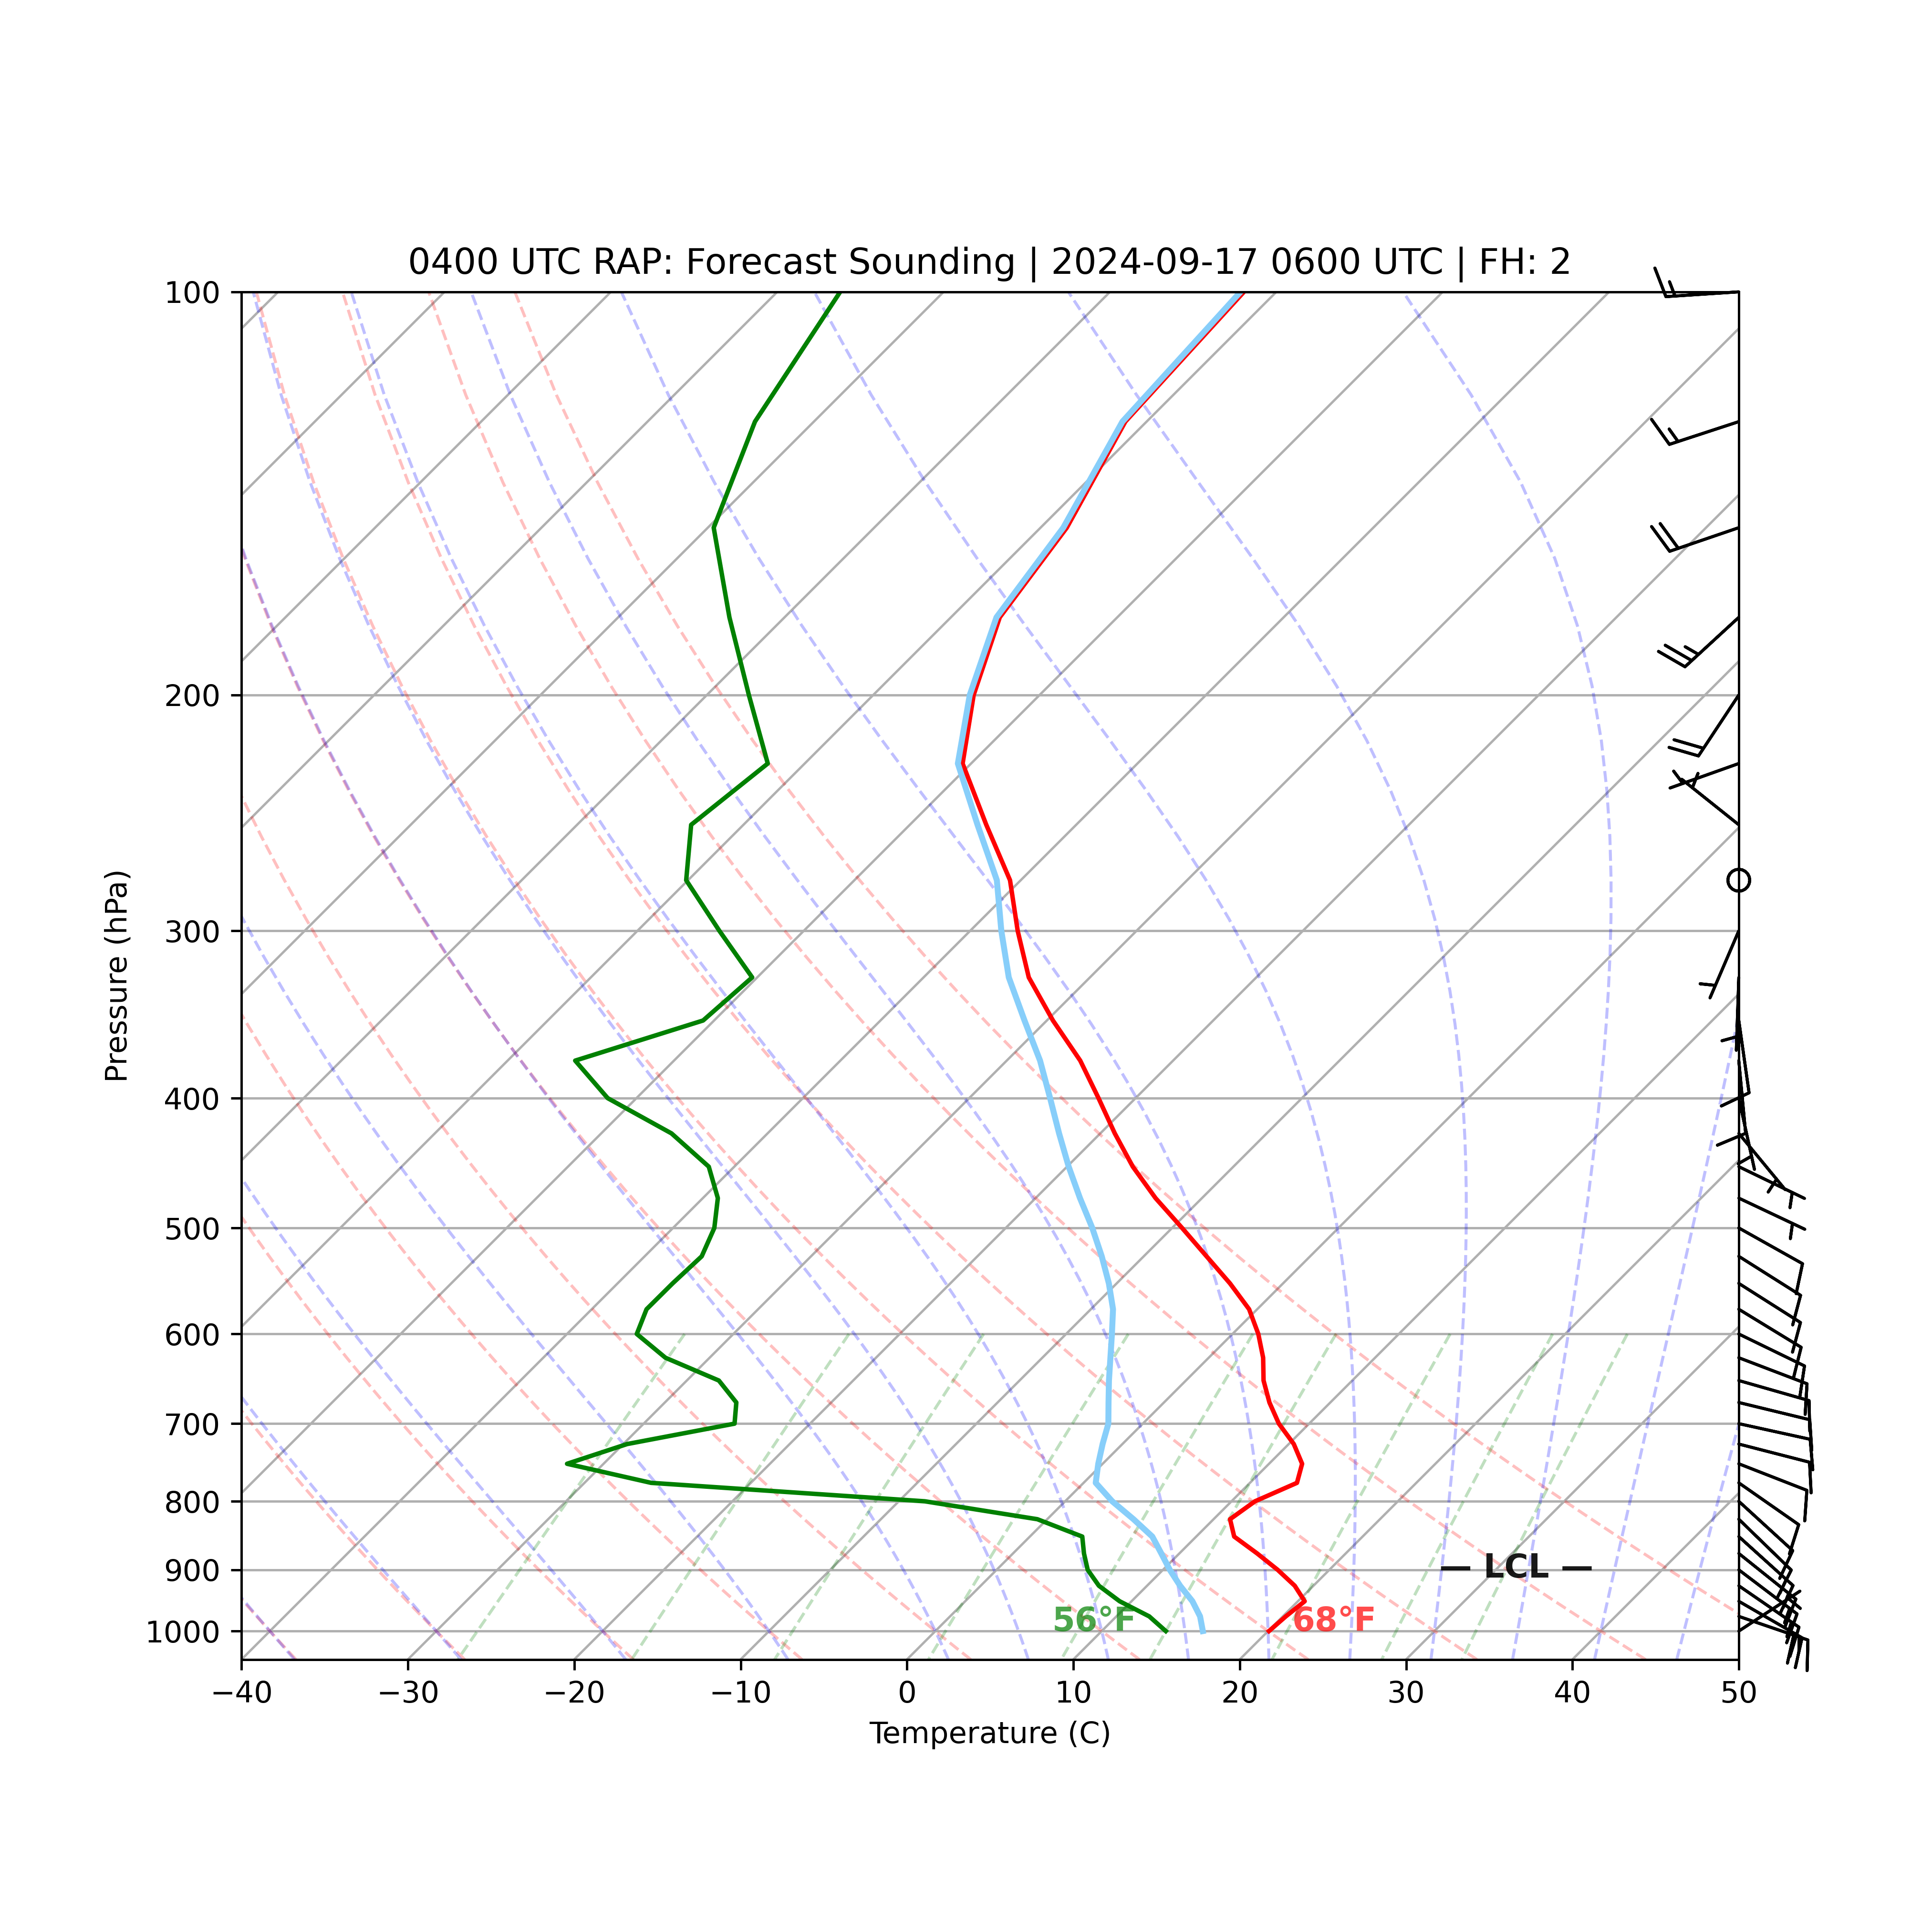 0400 UTC RAP: Forecast Sounding | 2024-09-17 0600 UTC | FH: 2
100
200
300
400
500
600
700
800
900
1000
Pressure (hPa)
— LCL —
56°F
68°F
−40 −30 −20 −10 0 10 20 30 40 50
Temperature (C)